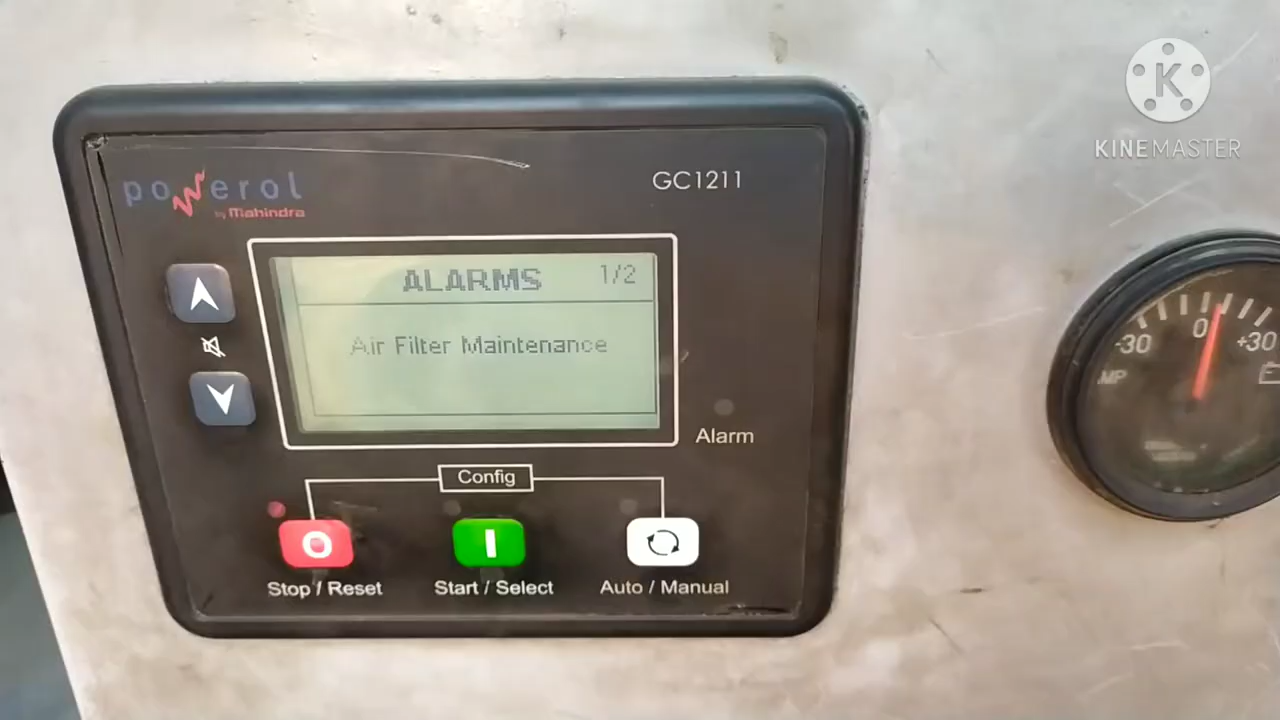 K
KINEMASTER
powerol
by Mahindra
GC1211
ALARMS 1/2
Air Filter Maintenance
Alarm
Config
Stop / Reset
Start / Select
Auto / Manual
-30 0 +30